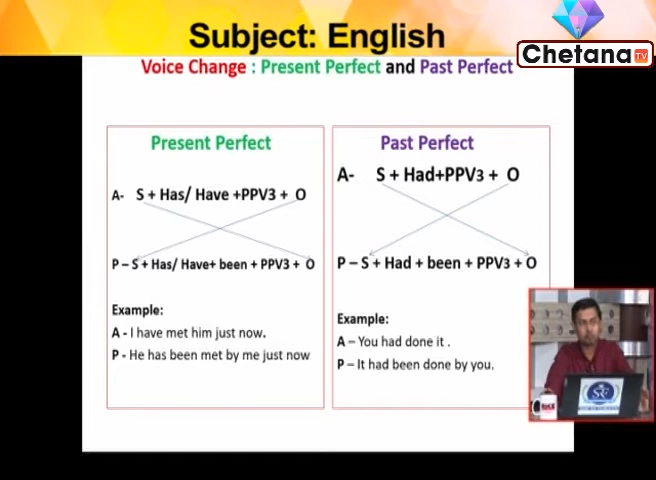 Subject: English
Chetana TV
Voice Change : Present Perfect and Past Perfect
Present Perfect
A- S + Has/ Have +PPV3 + O
P – S + Has/ Have+ been + PPV3 + O
Example:
A - I have met him just now.
P - He has been met by me just now
Past Perfect
A- S + Had+PPV3 + O
P – S + Had + been + PPV3 + O
Example:
A – You had done it .
P – It had been done by you.